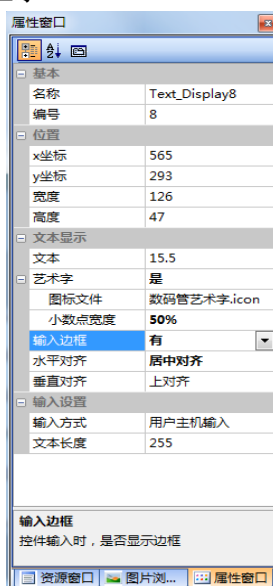 属性窗口
基本
名称 Text_Display8
编号 8
位置
x坐标 565
y坐标 293
宽度 126
高度 47
文本显示
文本 15.5
艺术字 是
图标文件 数码管艺术字.icon
小数点宽度 50%
输入边框 有
水平对齐 居中对齐
垂直对齐 上对齐
输入设置
输入方式 用户主机输入
文本长度 255
输入边框
控件输入时，是否显示边框
资源窗口 图片浏... 属性窗口